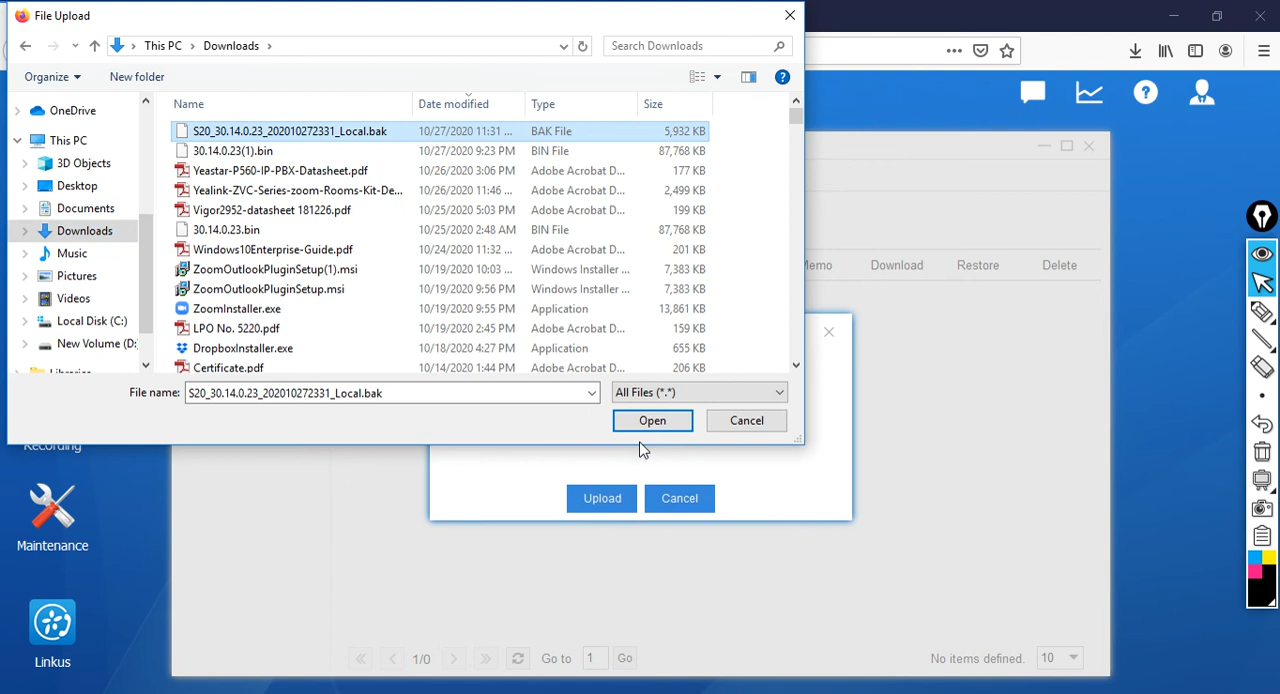 File Upload
This PC > Downloads >
Search Downloads
Organize
New folder
Name
Date modified
Type
Size
OneDrive
This PC
3D Objects
Desktop
Documents
Downloads
Music
Pictures
Videos
Local Disk (C:)
New Volume (D:
S20_30.14.0.23_202010272331_Local.bak 10/27/2020 11:31 ... BAK File 5,932 KB
30.14.0.23(1).bin 10/27/2020 9:23 PM BIN File 87,768 KB
Yeastar-P560-IP-PBX-Datasheet.pdf 10/26/2020 3:06 PM Adobe Acrobat D... 177 KB
Yealink-ZVC-Series-zoom-Rooms-Kit-De... 10/26/2020 11:46 ... Adobe Acrobat D... 2,499 KB
Vigor2952-datasheet 181226.pdf 10/25/2020 5:03 PM Adobe Acrobat D... 199 KB
30.14.0.23.bin 10/25/2020 2:48 AM BIN File 87,768 KB
Windows10Enterprise-Guide.pdf 10/24/2020 11:32 ... Adobe Acrobat D... 201 KB
ZoomOutlookPluginSetup(1).msi 10/19/2020 10:03 ... Windows Installer ... 7,383 KB
ZoomOutlookPluginSetup.msi 10/19/2020 9:56 PM Windows Installer ... 7,383 KB
ZoomInstaller.exe 10/19/2020 9:55 PM Application 13,861 KB
LPO No. 5220.pdf 10/19/2020 2:45 PM Adobe Acrobat D... 159 KB
DropboxInstaller.exe 10/18/2020 4:27 PM Application 655 KB
Certificate.pdf 10/14/2020 1:44 PM Adobe Acrobat D... 206 KB
File name: S20_30.14.0.23_202010272331_Local.bak
All Files (*.*)
Open
Cancel
Memo
Download
Restore
Delete
Upload
Cancel
Recording
Maintenance
Linkus
1/0
Go to
1
Go
No items defined.
10